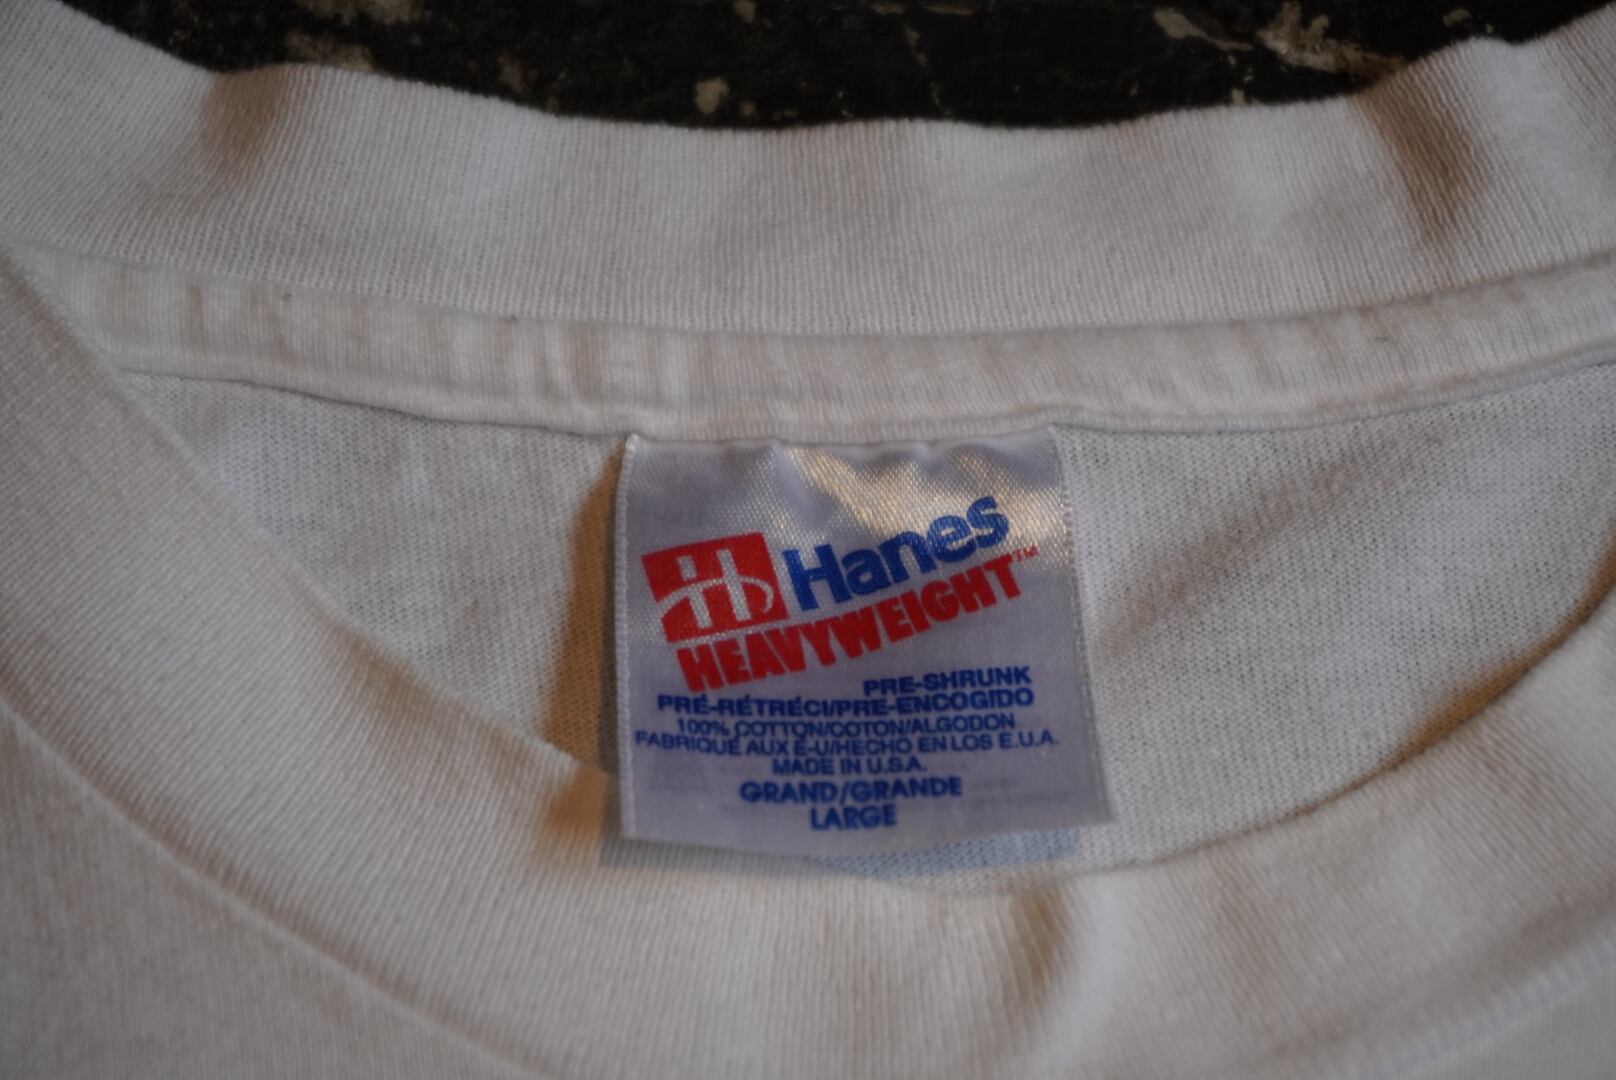 Hanes
HEAVYWEIGHT™
PRE-SHRUNK
PRÉ-RÉTRÉCI/PRE-ENCOGIDO
100% COTTON/COTON/ALGODON
FABRIQUÉ AUX É-U/HECHO EN LOS E.U.A.
MADE IN U.S.A.
GRAND/GRANDE
LARGE